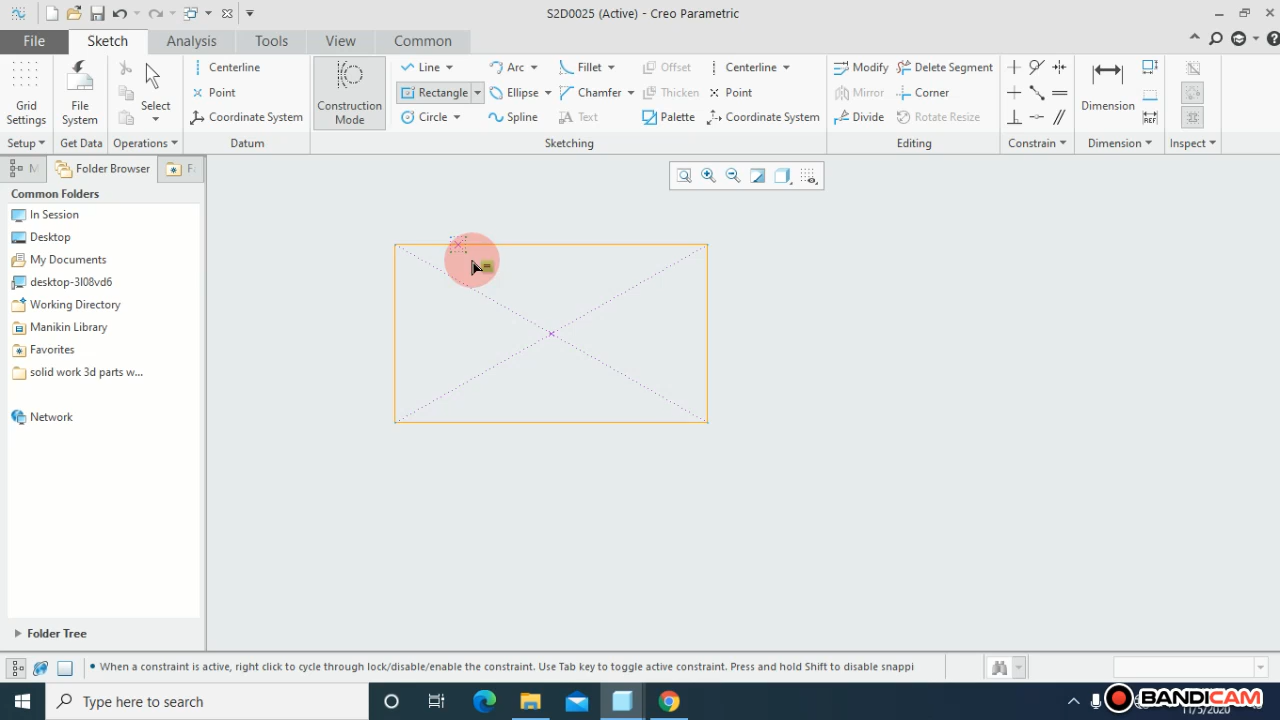 S2D0025 (Active) - Creo Parametric
File
Sketch
Analysis
Tools
View
Common
Grid Settings
File System
Select
Centerline
Point
Coordinate System
Construction Mode
Line
Arc
Fillet
Offset
Centerline
Rectangle
Ellipse
Chamfer
Thicken
Point
Circle
Spline
Text
Palette
Coordinate System
Modify
Delete Segment
Mirror
Corner
Divide
Rotate Resize
Dimension
REF
Setup
Get Data
Operations
Datum
Sketching
Editing
Constrain
Dimension
Inspect
M
Folder Browser
F
Common Folders
In Session
Desktop
My Documents
desktop-3l08vd6
Working Directory
Manikin Library
Favorites
solid work 3d parts w...
Network
Folder Tree
• When a constraint is active, right click to cycle through lock/disable/enable the constraint. Use Tab key to toggle active constraint. Press and hold Shift to disable snappi
Type here to search
BANDICAM
11/5/2020